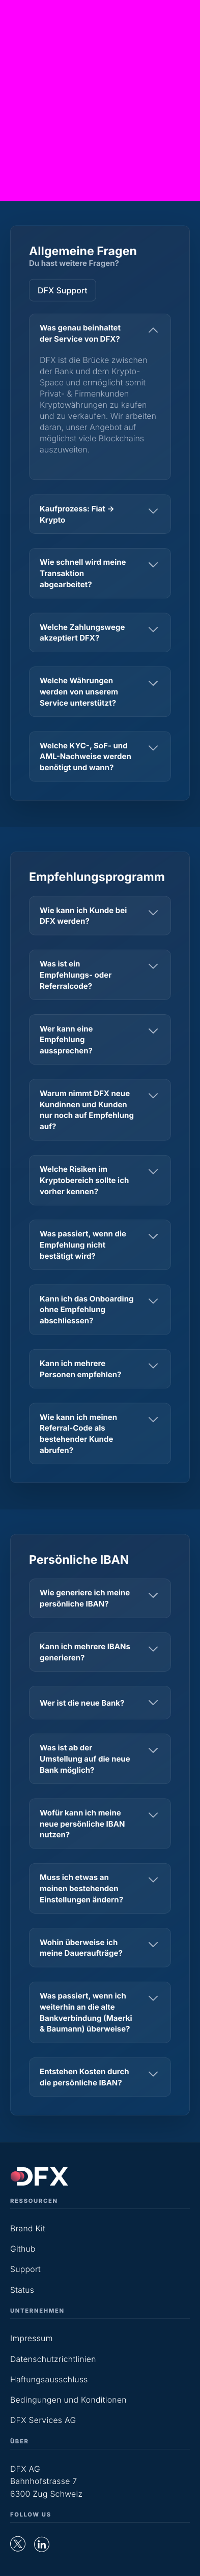 Allgemeine Fragen
Du hast weitere Fragen?
DFX Support
Was genau beinhaltet
der Service von DFX?
DFX ist die Brücke zwischen
der Bank und dem Krypto-
Space und ermöglicht somit
Privat- & Firmenkunden
Kryptowährungen zu kaufen
und zu verkaufen. Wir arbeiten
daran, unser Angebot auf
möglichst viele Blockchains
auszuweiten.
Kaufprozess: Fiat →
Krypto
Wie schnell wird meine
Transaktion
abgearbeitet?
Welche Zahlungswege
akzeptiert DFX?
Welche Währungen
werden von unserem
Service unterstützt?
Welche KYC-, SoF- und
AML-Nachweise werden
benötigt und wann?
Empfehlungsprogramm
Wie kann ich Kunde bei
DFX werden?
Was ist ein
Empfehlungs- oder
Referralcode?
Wer kann eine
Empfehlung
aussprechen?
Warum nimmt DFX neue
Kundinnen und Kunden
nur noch auf Empfehlung
auf?
Welche Risiken im
Kryptobereich sollte ich
vorher kennen?
Was passiert, wenn die
Empfehlung nicht
bestätigt wird?
Kann ich das Onboarding
ohne Empfehlung
abschliessen?
Kann ich mehrere
Personen empfehlen?
Wie kann ich meinen
Referral-Code als
bestehender Kunde
abrufen?
Persönliche IBAN
Wie generiere ich meine
persönliche IBAN?
Kann ich mehrere IBANs
generieren?
Wer ist die neue Bank?
Was ist ab der
Umstellung auf die neue
Bank möglich?
Wofür kann ich meine
neue persönliche IBAN
nutzen?
Muss ich etwas an
meinen bestehenden
Einstellungen ändern?
Wohin überweise ich
meine Daueraufträge?
Was passiert, wenn ich
weiterhin an die alte
Bankverbindung (Maerki
& Baumann) überweise?
Entstehen Kosten durch
die persönliche IBAN?
DFX
RESSOURCEN
Brand Kit
Github
Support
Status
UNTERNEHMEN
Impressum
Datenschutzrichtlinien
Haftungsausschluss
Bedingungen und Konditionen
DFX Services AG
ÜBER
DFX AG
Bahnhofstrasse 7
6300 Zug Schweiz
FOLLOW US